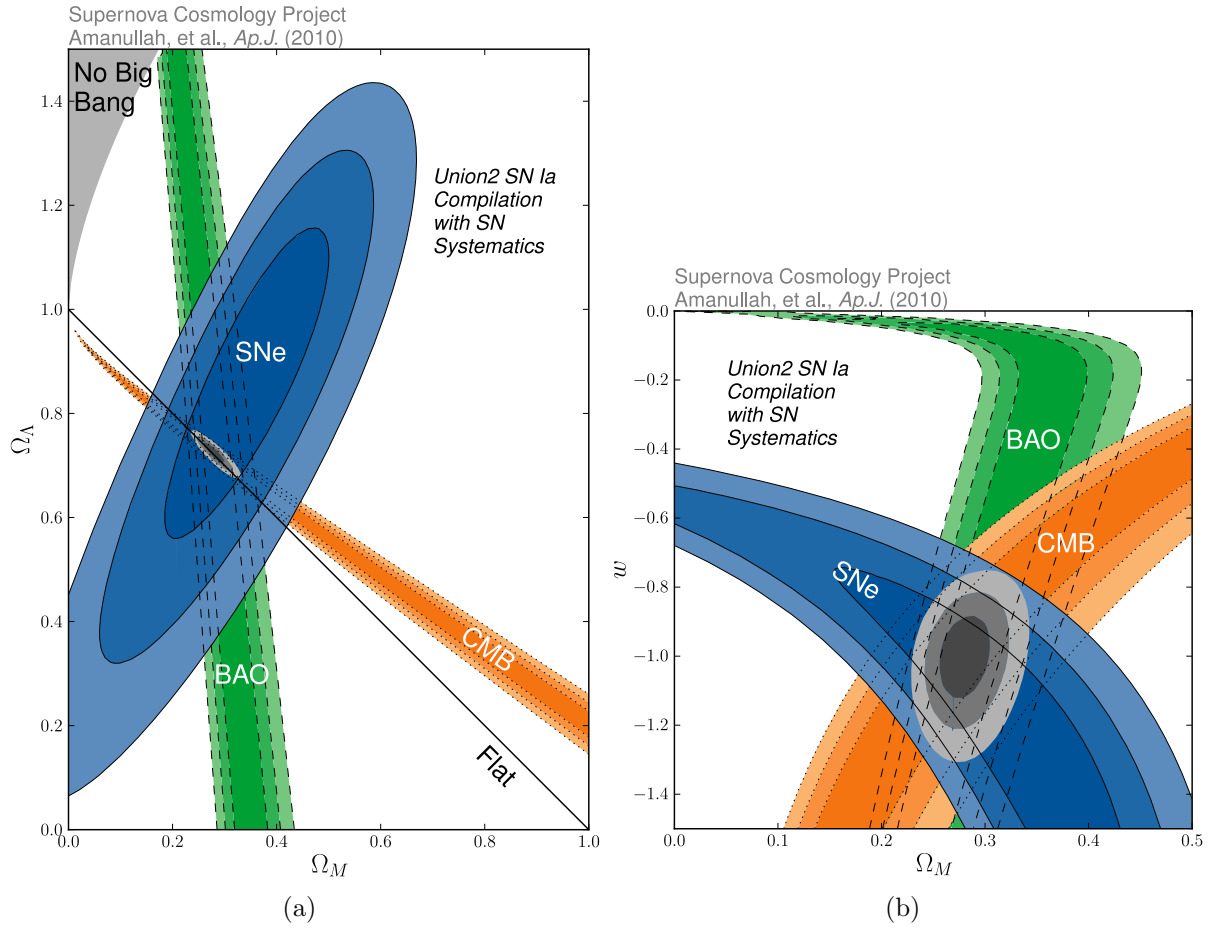 Supernova Cosmology Project
Amanullah, et al., Ap.J. (2010)
No Big
Bang
Union2 SN Ia
Compilation
with SN
Systematics
SNe
BAO
CMB
Flat
1.4
1.2
1.0
0.8
0.6
0.4
0.2
0.0
Ω_Λ
0.0 0.2 0.4 0.6 0.8 1.0
Ω_M
(a)
Supernova Cosmology Project
Amanullah, et al., Ap.J. (2010)
Union2 SN Ia
Compilation
with SN
Systematics
BAO
CMB
SNe
0.0
−0.2
−0.4
−0.6
−0.8
−1.0
−1.2
−1.4
w
0.0 0.1 0.2 0.3 0.4 0.5
Ω_M
(b)